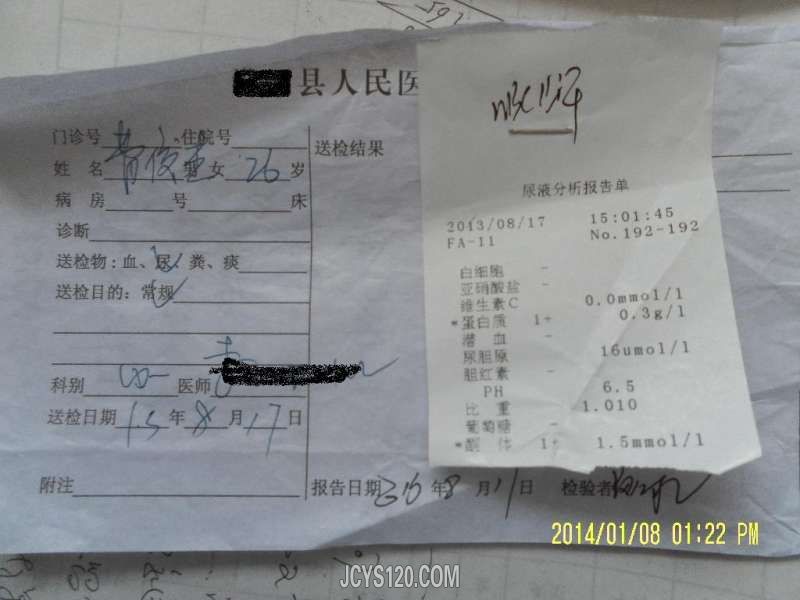 县人民医
门诊号 住院号
姓 名 男 女 26 岁
病 房 号 床
诊断
送检物：血、尿、粪、痰
送检目的：常规
科别 医师
送检日期 13 年 8 月 17 日
附注
送检结果
尿液分析报告单
2013/08/17 15:01:45
FA-II No.192-192
白细胞 -
亚硝酸盐 -
维生素C 0.0mmol/l
*蛋白质 1+ 0.3g/l
潜 血 -
尿胆原 16umol/l
胆红素 -
PH 6.5
比 重 1.010
葡萄糖 -
*酮 体 1+ 1.5mmol/l
报告日期 年 8 月 日 检验者
2014/01/08 01:22 PM
JCYS120.COM